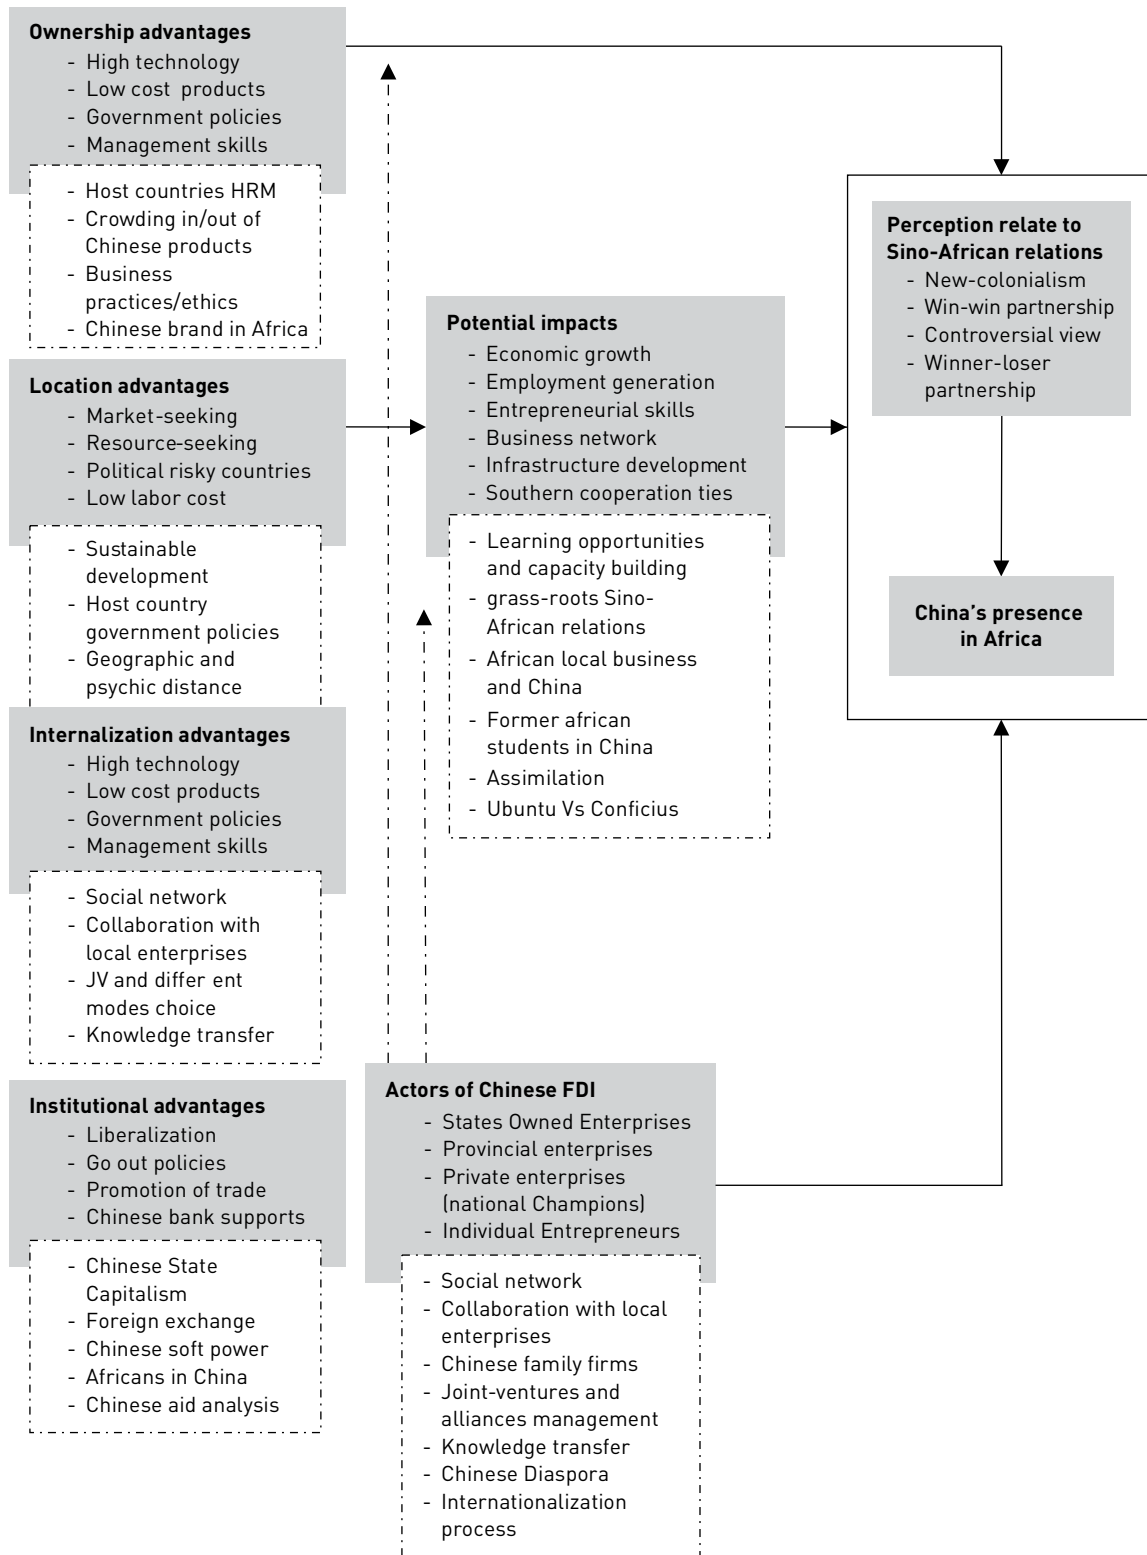 Ownership advantages
- High technology
- Low cost products
- Government policies
- Management skills
- Host countries HRM
- Crowding in/out of
Chinese products
- Business
practices/ethics
- Chinese brand in Africa
Location advantages
- Market-seeking
- Resource-seeking
- Political risky countries
- Low labor cost
- Sustainable
development
- Host country
government policies
- Geographic and
psychic distance
Internalization advantages
- High technology
- Low cost products
- Government policies
- Management skills
- Social network
- Collaboration with
local enterprises
- JV and differ ent
modes choice
- Knowledge transfer
Institutional advantages
- Liberalization
- Go out policies
- Promotion of trade
- Chinese bank supports
- Chinese State
Capitalism
- Foreign exchange
- Chinese soft power
- Africans in China
- Chinese aid analysis
Potential impacts
- Economic growth
- Employment generation
- Entrepreneurial skills
- Business network
- Infrastructure development
- Southern cooperation ties
- Learning opportunities
and capacity building
- grass-roots Sino-
African relations
- African local business
and China
- Former african
students in China
- Assimilation
- Ubuntu Vs Conficius
Actors of Chinese FDI
- States Owned Enterprises
- Provincial enterprises
- Private enterprises
(national Champions)
- Individual Entrepreneurs
- Social network
- Collaboration with local
enterprises
- Chinese family firms
- Joint-ventures and
alliances management
- Knowledge transfer
- Chinese Diaspora
- Internationalization
process
Perception relate to
Sino-African relations
- New-colonialism
- Win-win partnership
- Controversial view
- Winner-loser
partnership
China's presence
in Africa